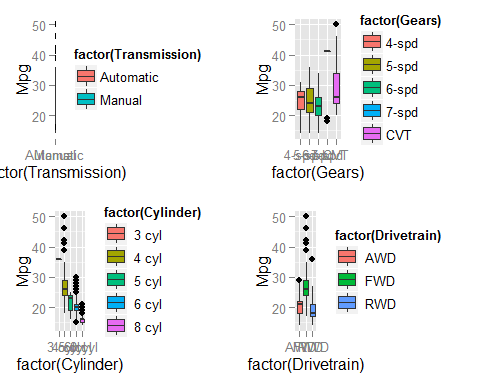 factor(Transmission)
Automatic
Manual
Mpg
50
40
30
20
ctor(Transmission)
factor(Gears)
4-spd
5-spd
6-spd
7-spd
CVT
Mpg
50
40
30
20
factor(Gears)
factor(Cylinder)
3 cyl
4 cyl
5 cyl
6 cyl
8 cyl
Mpg
50
40
30
20
factor(Cylinder)
factor(Drivetrain)
AWD
FWD
RWD
Mpg
50
40
30
20
factor(Drivetrain)